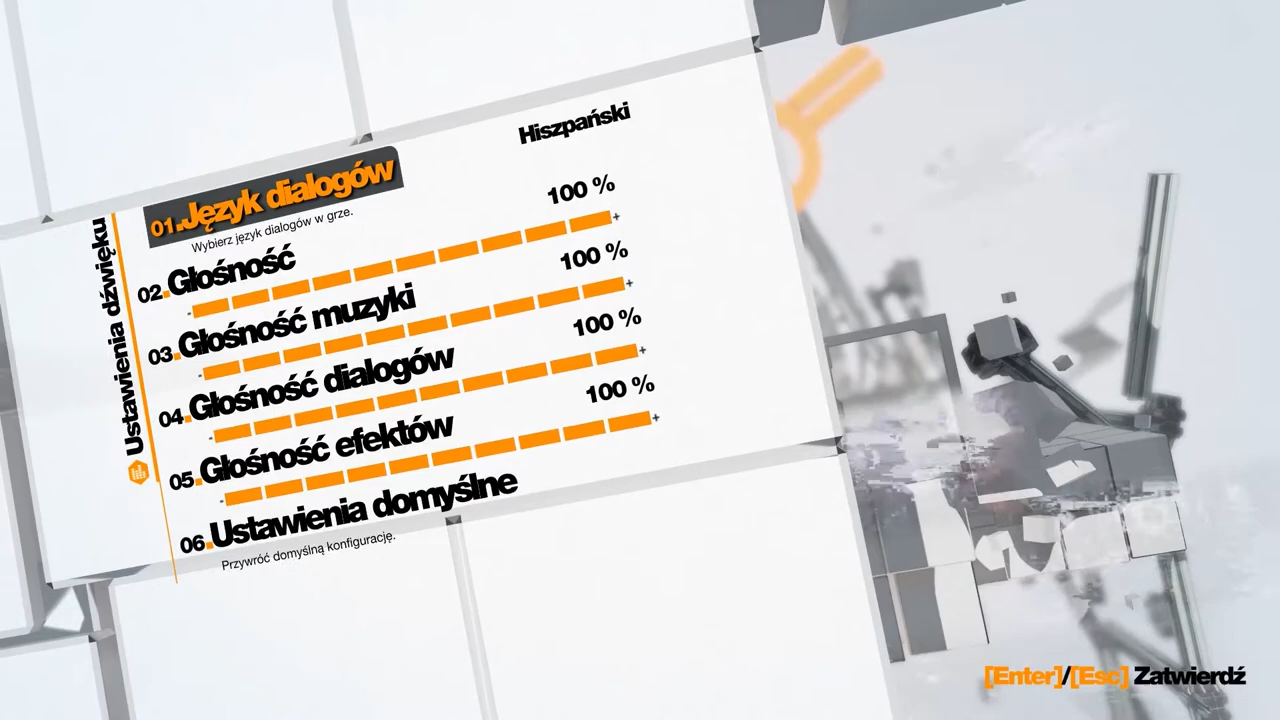 Ustawienia dźwięku
01.Język dialogów
Hiszpański
Wybierz język dialogów w grze.
02.Głośność
100 %
- +
03.Głośność muzyki
100 %
- +
04.Głośność dialogów
100 %
- +
05.Głośność efektów
100 %
- +
06.Ustawienia domyślne
Przywróć domyślną konfigurację.
[Enter]/[Esc] Zatwierdź